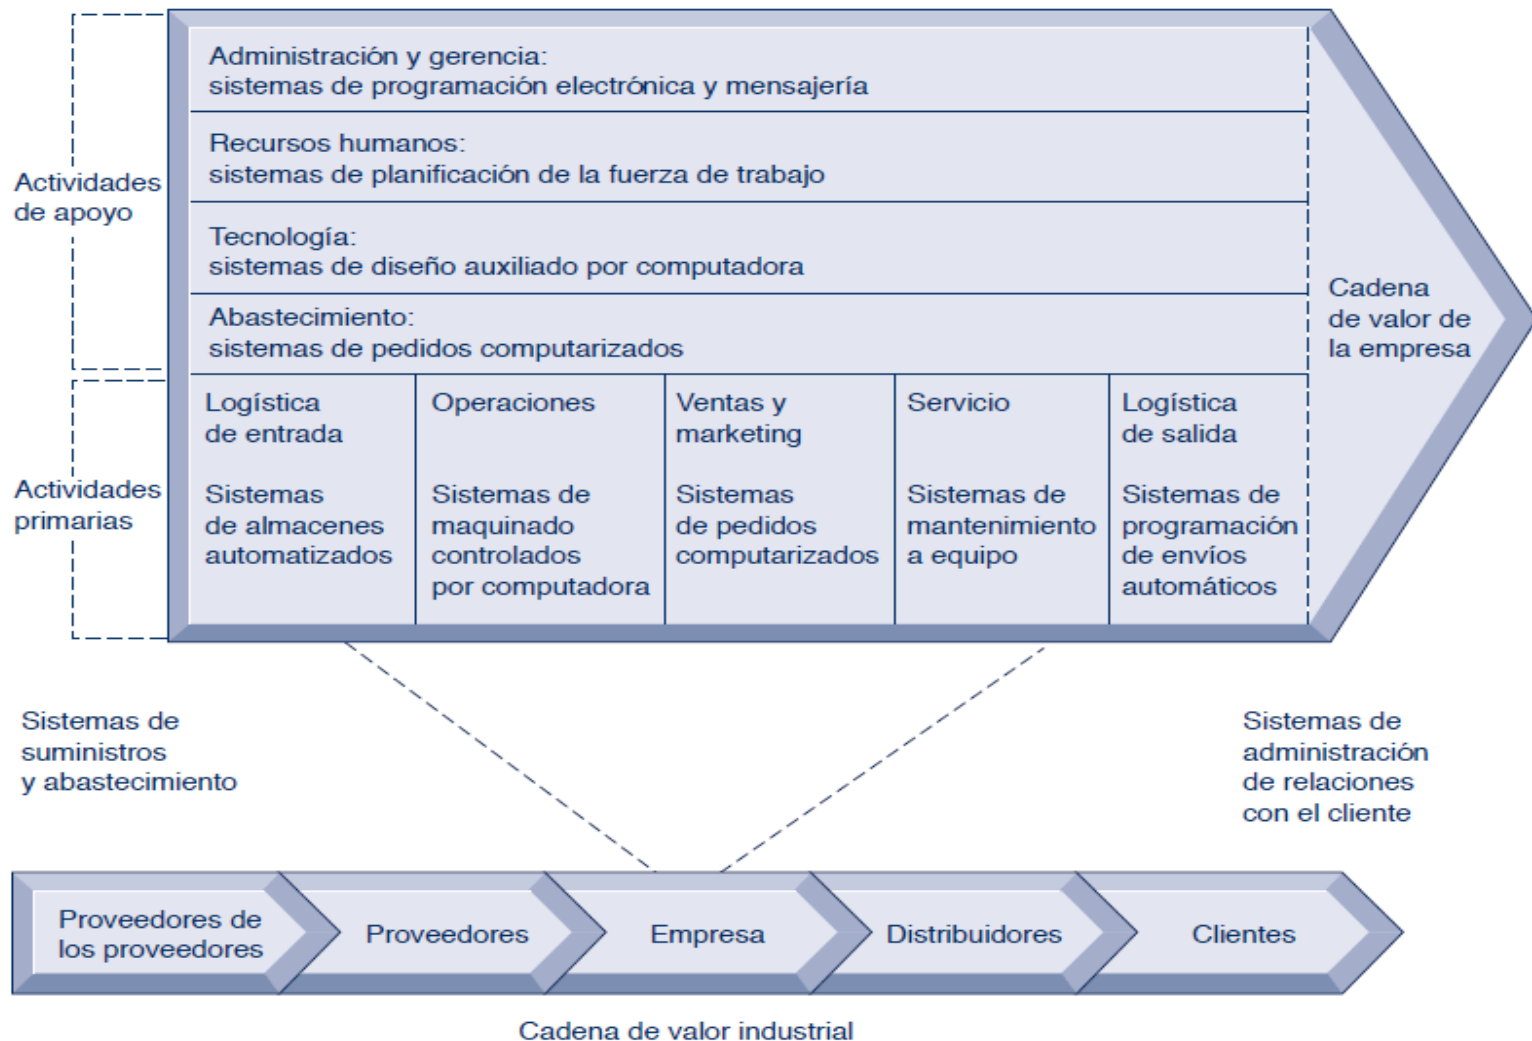 Actividades
de apoyo
Administración y gerencia:
sistemas de programación electrónica y mensajería
Recursos humanos:
sistemas de planificación de la fuerza de trabajo
Tecnología:
sistemas de diseño auxiliado por computadora
Abastecimiento:
sistemas de pedidos computarizados
Cadena
de valor de
la empresa
Actividades
primarias
Logística
de entrada
Sistemas
de almacenes
automatizados
Operaciones
Sistemas de
maquinado
controlados
por computadora
Ventas y
marketing
Sistemas
de pedidos
computarizados
Servicio
Sistemas de
mantenimiento
a equipo
Logística
de salida
Sistemas de
programación
de envíos
automáticos
Sistemas de
suministros
y abastecimiento
Sistemas de
administración
de relaciones
con el cliente
Proveedores de
los proveedores
Proveedores
Empresa
Distribuidores
Clientes
Cadena de valor industrial